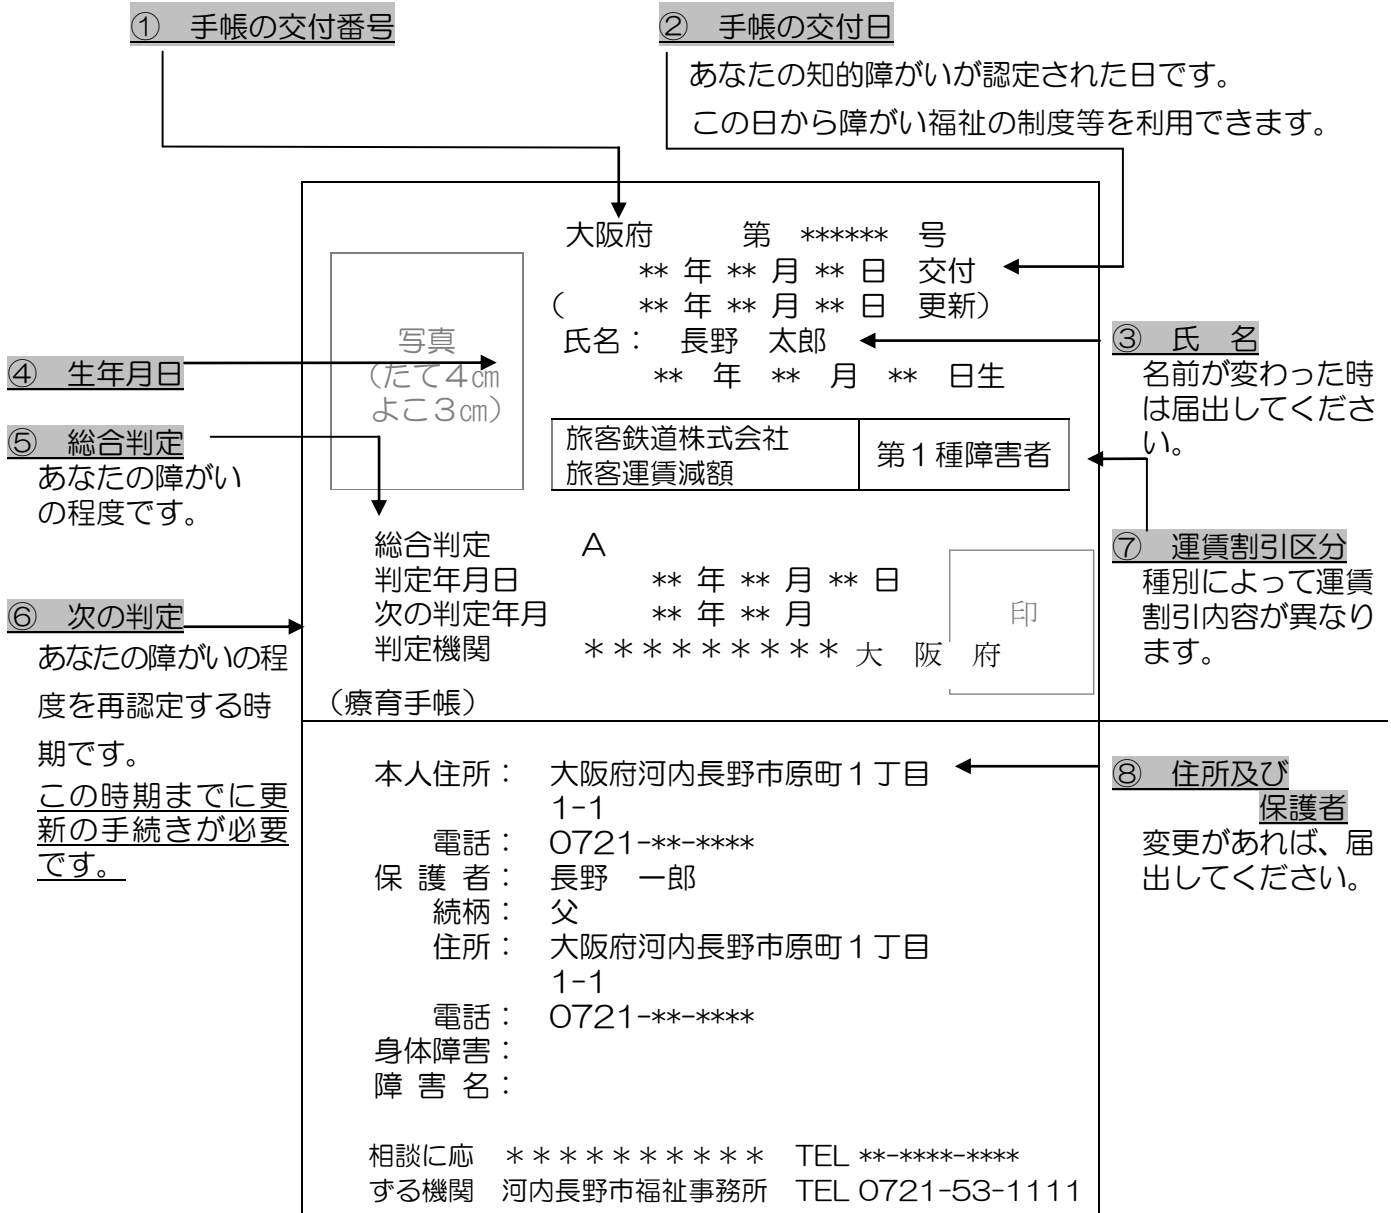 ① 手帳の交付番号
② 手帳の交付日
あなたの知的障がいが認定された日です。
この日から障がい福祉の制度等を利用できます。
大阪府 第 ****** 号
** 年 ** 月 ** 日 交付
( ** 年 ** 月 ** 日 更新)
氏名: 長野 太郎
** 年 ** 月 ** 日生
写真
(たて4㎝
よこ3㎝)
旅客鉄道株式会社
旅客運賃減額
第1種障害者
③ 氏 名
名前が変わった時
は届出してくださ
い。
④ 生年月日
⑤ 総合判定
あなたの障がい
の程度です。
総合判定 A
判定年月日 ** 年 ** 月 ** 日
次の判定年月 ** 年 ** 月
判定機関 ********* 大 阪 府
印
(療育手帳)
⑥ 次の判定
あなたの障がいの程
度を再認定する時
期です。
この時期までに更
新の手続きが必要
です。
⑦ 運賃割引区分
種別によって運賃
割引内容が異なり
ます。
本人住所: 大阪府河内長野市原町1丁目
1-1
電話: 0721-**-****
保 護 者: 長野 一郎
続柄: 父
住所: 大阪府河内長野市原町1丁目
1-1
電話: 0721-**-****
身体障害:
障 害 名:
⑧ 住所及び
保護者
変更があれば、届
出してください。
相談に応 ********** TEL **-****-****
ずる機関 河内長野市福祉事務所 TEL 0721-53-1111